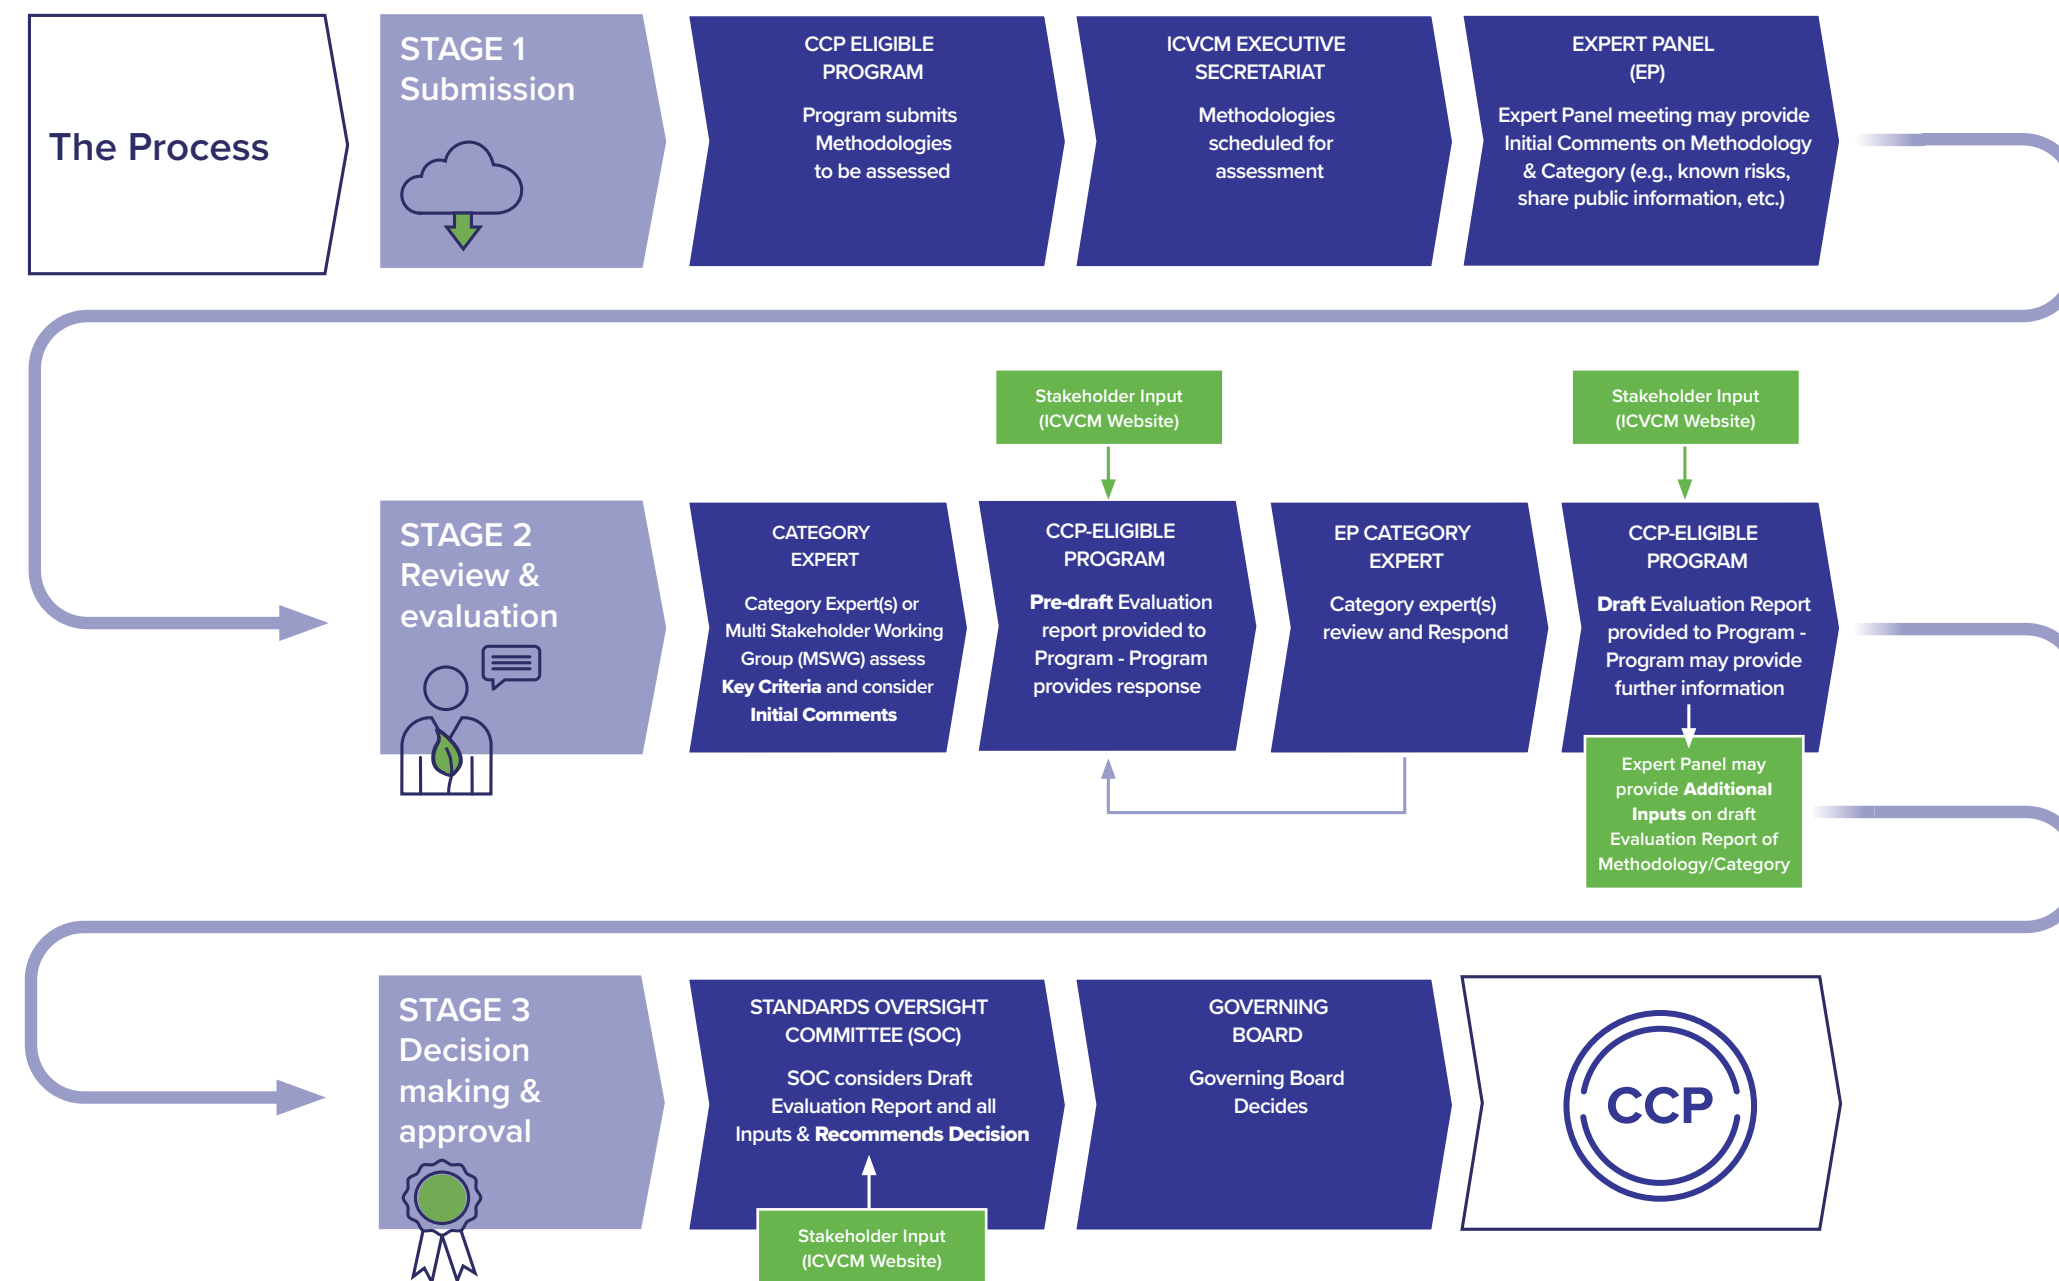 The Process
STAGE 1
Submission
CCP ELIGIBLE
PROGRAM
Program submits
Methodologies
to be assessed
ICVCM EXECUTIVE
SECRETARIAT
Methodologies
scheduled for
assessment
EXPERT PANEL
(EP)
Expert Panel meeting may provide
Initial Comments on Methodology
& Category (e.g., known risks,
share public information, etc.)
Stakeholder Input
(ICVCM Website)
Stakeholder Input
(ICVCM Website)
STAGE 2
Review &
evaluation
CATEGORY
EXPERT
Category Expert(s) or
Multi Stakeholder Working
Group (MSWG) assess
Key Criteria and consider
Initial Comments
CCP-ELIGIBLE
PROGRAM
Pre-draft Evaluation
report provided to
Program - Program
provides response
EP CATEGORY
EXPERT
Category expert(s)
review and Respond
CCP-ELIGIBLE
PROGRAM
Draft Evaluation Report
provided to Program -
Program may provide
further information
Expert Panel may
provide Additional
Inputs on draft
Evaluation Report of
Methodology/Category
STAGE 3
Decision
making &
approval
STANDARDS OVERSIGHT
COMMITTEE (SOC)
SOC considers Draft
Evaluation Report and all
Inputs & Recommends Decision
Stakeholder Input
(ICVCM Website)
GOVERNING
BOARD
Governing Board
Decides
CCP